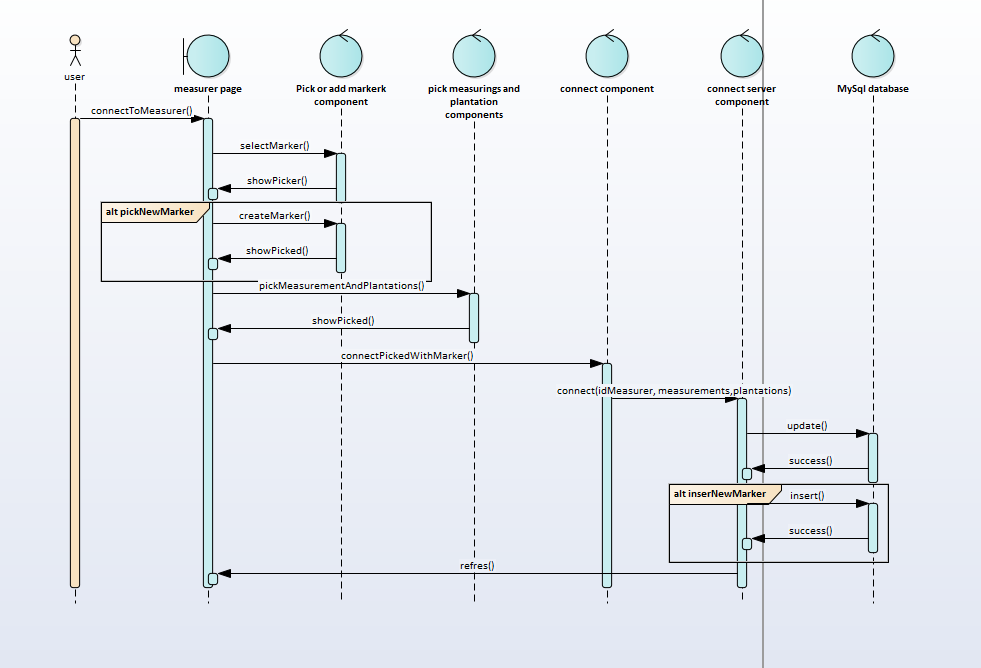 user
measurer page
Pick or add markerk
component
pick measurings and
plantation
components
connect component
connect server
component
MySql database
connectToMeasurer()
selectMarker()
showPicker()
alt pickNewMarker
createMarker()
showPicked()
pickMeasurementAndPlantations()
showPicked()
connectPickedWithMarker()
connect(idMeasurer, measurements,plantations)
update()
success()
alt inserNewMarker
insert()
success()
refres()